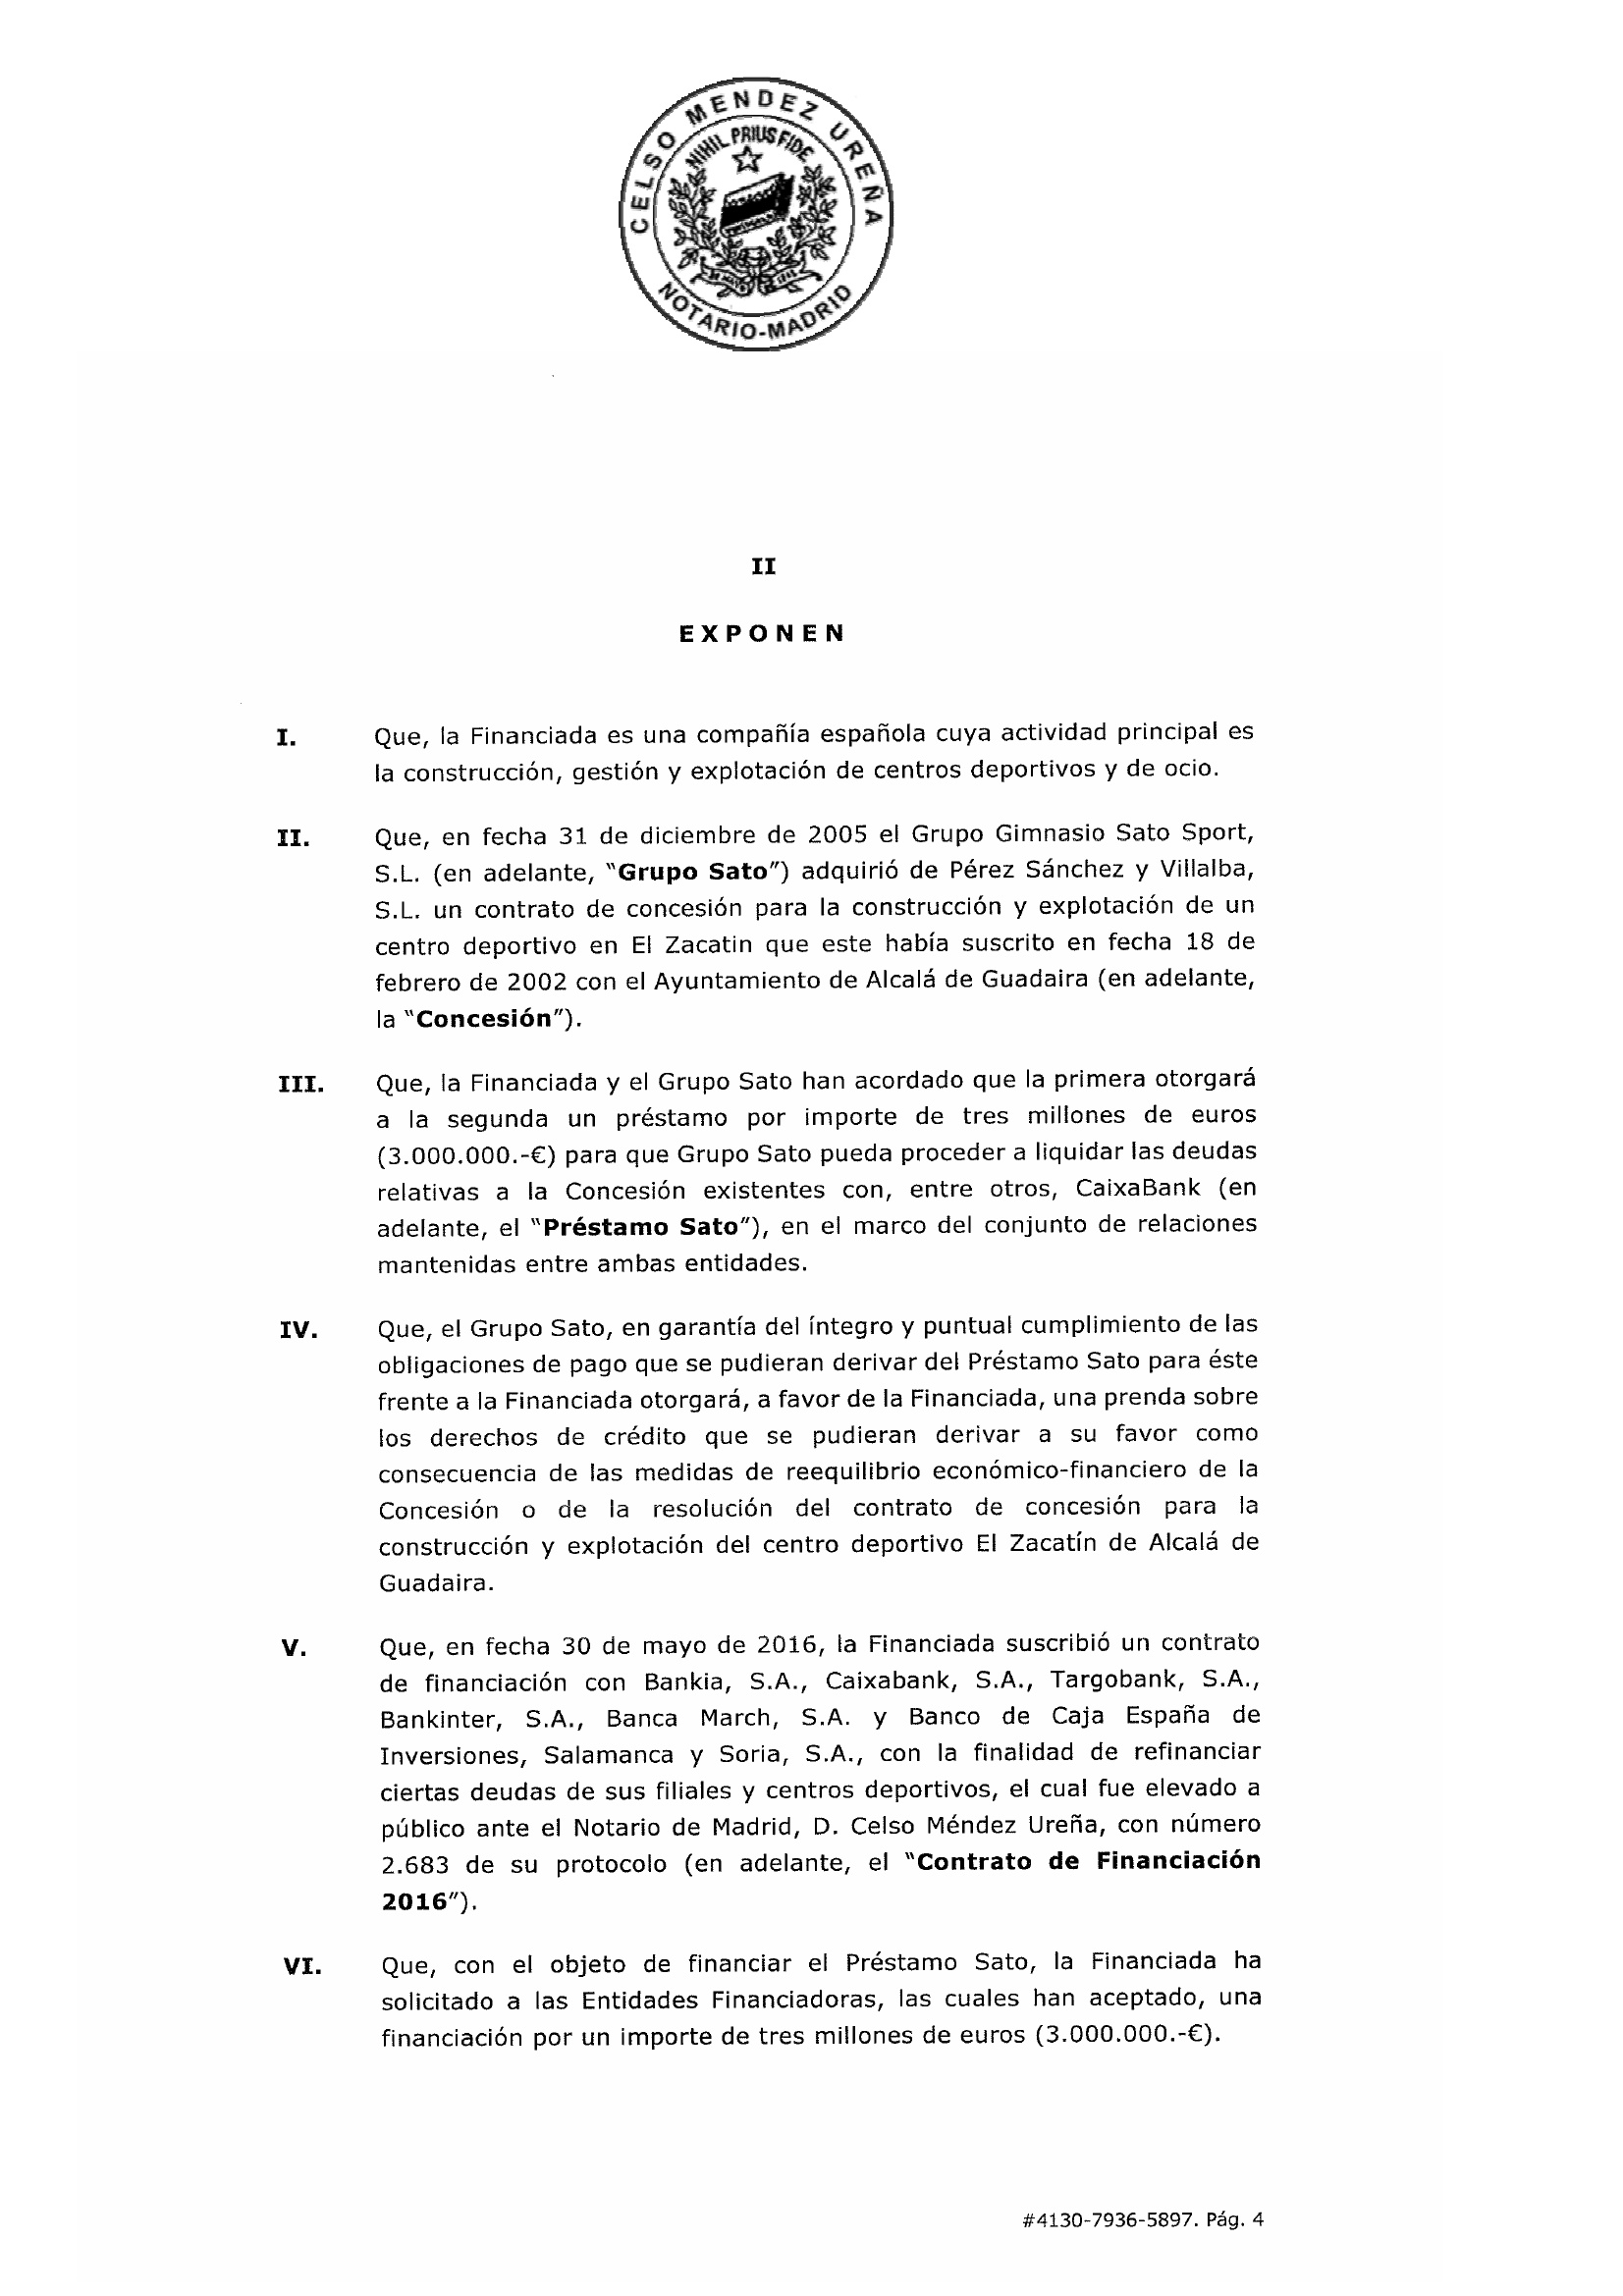 CELSO MENDEZ UREÑA
NIHIL PRIUS FIDE
NOTARIO-MADRID
II
EXPONEN
I. Que, la Financiada es una compañía española cuya actividad principal es
la construcción, gestión y explotación de centros deportivos y de ocio.
II. Que, en fecha 31 de diciembre de 2005 el Grupo Gimnasio Sato Sport,
S.L. (en adelante, "Grupo Sato") adquirió de Pérez Sánchez y Villalba,
S.L. un contrato de concesión para la construcción y explotación de un
centro deportivo en El Zacatin que este había suscrito en fecha 18 de
febrero de 2002 con el Ayuntamiento de Alcalá de Guadaira (en adelante,
la "Concesión").
III. Que, la Financiada y el Grupo Sato han acordado que la primera otorgará
a la segunda un préstamo por importe de tres millones de euros
(3.000.000.-€) para que Grupo Sato pueda proceder a liquidar las deudas
relativas a la Concesión existentes con, entre otros, CaixaBank (en
adelante, el "Préstamo Sato"), en el marco del conjunto de relaciones
mantenidas entre ambas entidades.
IV. Que, el Grupo Sato, en garantía del íntegro y puntual cumplimiento de las
obligaciones de pago que se pudieran derivar del Préstamo Sato para éste
frente a la Financiada otorgará, a favor de la Financiada, una prenda sobre
los derechos de crédito que se pudieran derivar a su favor como
consecuencia de las medidas de reequilibrio económico-financiero de la
Concesión o de la resolución del contrato de concesión para la
construcción y explotación del centro deportivo El Zacatín de Alcalá de
Guadaira.
V. Que, en fecha 30 de mayo de 2016, la Financiada suscribió un contrato
de financiación con Bankia, S.A., Caixabank, S.A., Targobank, S.A.,
Bankinter, S.A., Banca March, S.A. y Banco de Caja España de
Inversiones, Salamanca y Soria, S.A., con la finalidad de refinanciar
ciertas deudas de sus filiales y centros deportivos, el cual fue elevado a
público ante el Notario de Madrid, D. Celso Méndez Ureña, con número
2.683 de su protocolo (en adelante, el "Contrato de Financiación
2016").
VI. Que, con el objeto de financiar el Préstamo Sato, la Financiada ha
solicitado a las Entidades Financiadoras, las cuales han aceptado, una
financiación por un importe de tres millones de euros (3.000.000.-€).
#4130-7936-5897. Pág. 4